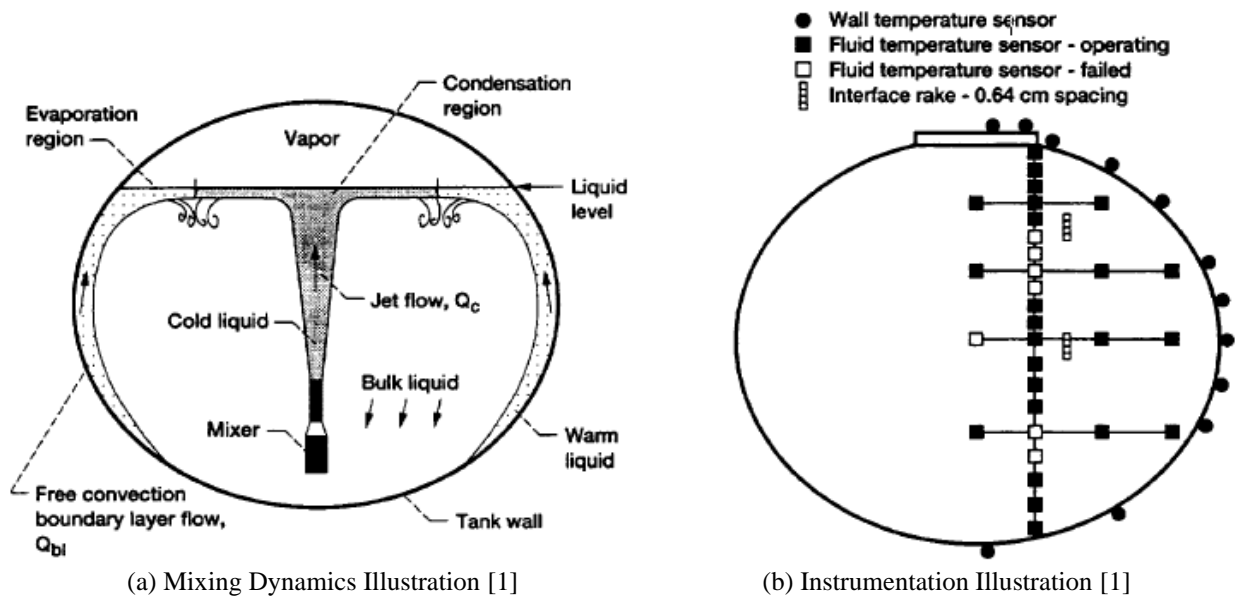 Condensation
region
Evaporation
region
Vapor
Liquid
level
Jet flow, Qc
Cold liquid
Bulk liquid
Mixer
Warm
liquid
Free convection
boundary layer flow,
Qbl
Tank wall
(a) Mixing Dynamics Illustration [1]
Wall temperature sensor
Fluid temperature sensor - operating
Fluid temperature sensor - failed
Interface rake - 0.64 cm spacing
(b) Instrumentation Illustration [1]